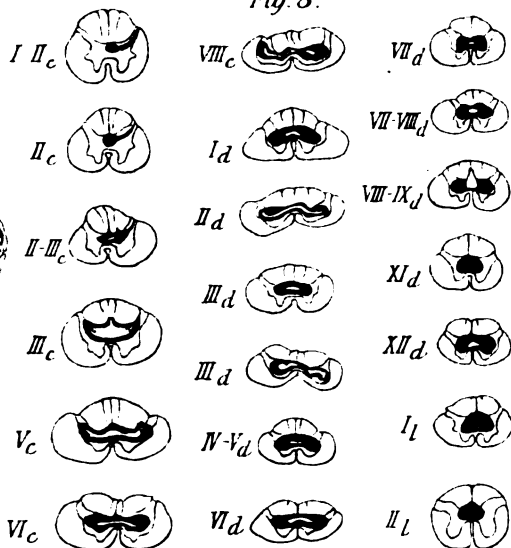 Fig. 8.
I II c
II c
II-III c
III c
V c
VI c
VIII c
I d
II d
III d
III d
IV-V d
VI d
VII d
VII-VIII d
VIII-IX d
XI d
XII d.
I l
II l